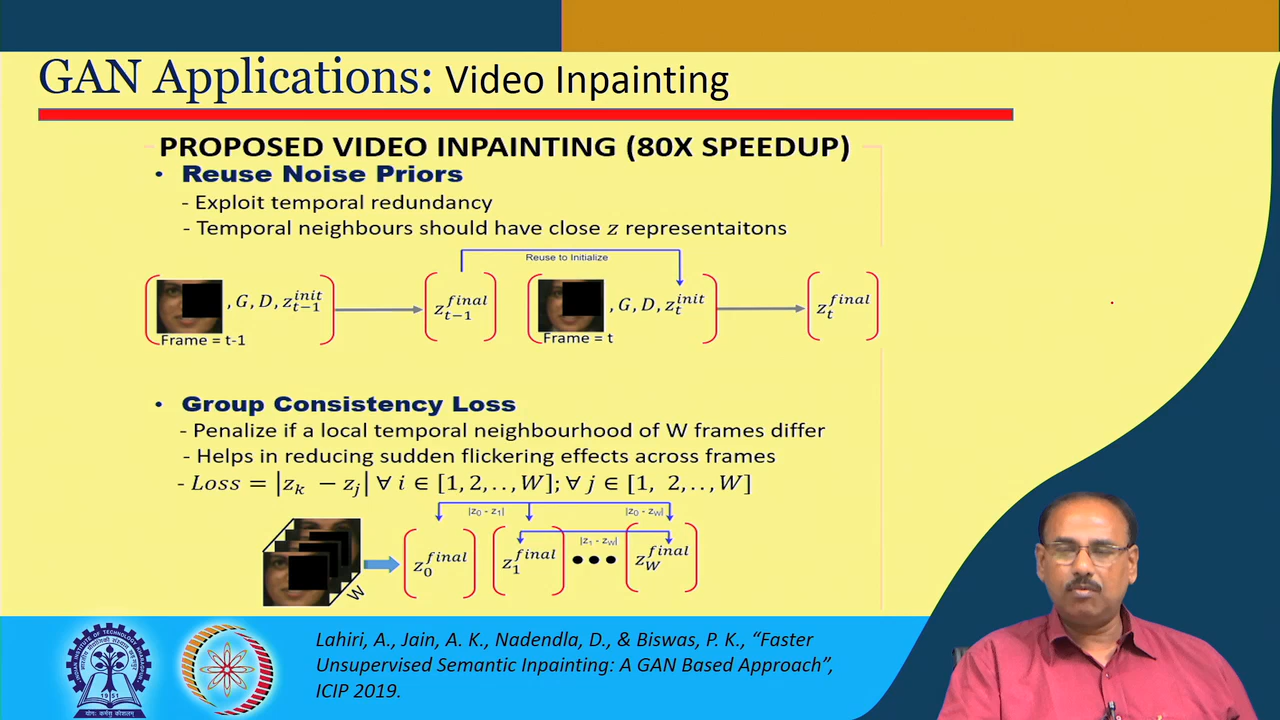 GAN Applications: Video Inpainting
PROPOSED VIDEO INPAINTING (80X SPEEDUP)
• Reuse Noise Priors
- Exploit temporal redundancy
- Temporal neighbours should have close z representaitons
Reuse to Initialize
, G, D, z_{t-1}^{init}
z_{t-1}^{final}
, G, D, z_t^{init}
z_t^{final}
Frame = t-1
Frame = t
• Group Consistency Loss
- Penalize if a local temporal neighbourhood of W frames differ
- Helps in reducing sudden flickering effects across frames
- Loss = |z_k − z_j| ∀ i ∈ [1, 2, . . , W]; ∀ j ∈ [1, 2, . . , W]
|z_0 - z_1|
|z_0 - z_W|
|z_1 - z_W|
z_0^{final}
z_1^{final}
•••
z_W^{final}
W
Lahiri, A., Jain, A. K., Nadendla, D., & Biswas, P. K., “Faster
Unsupervised Semantic Inpainting: A GAN Based Approach”,
ICIP 2019.
1951